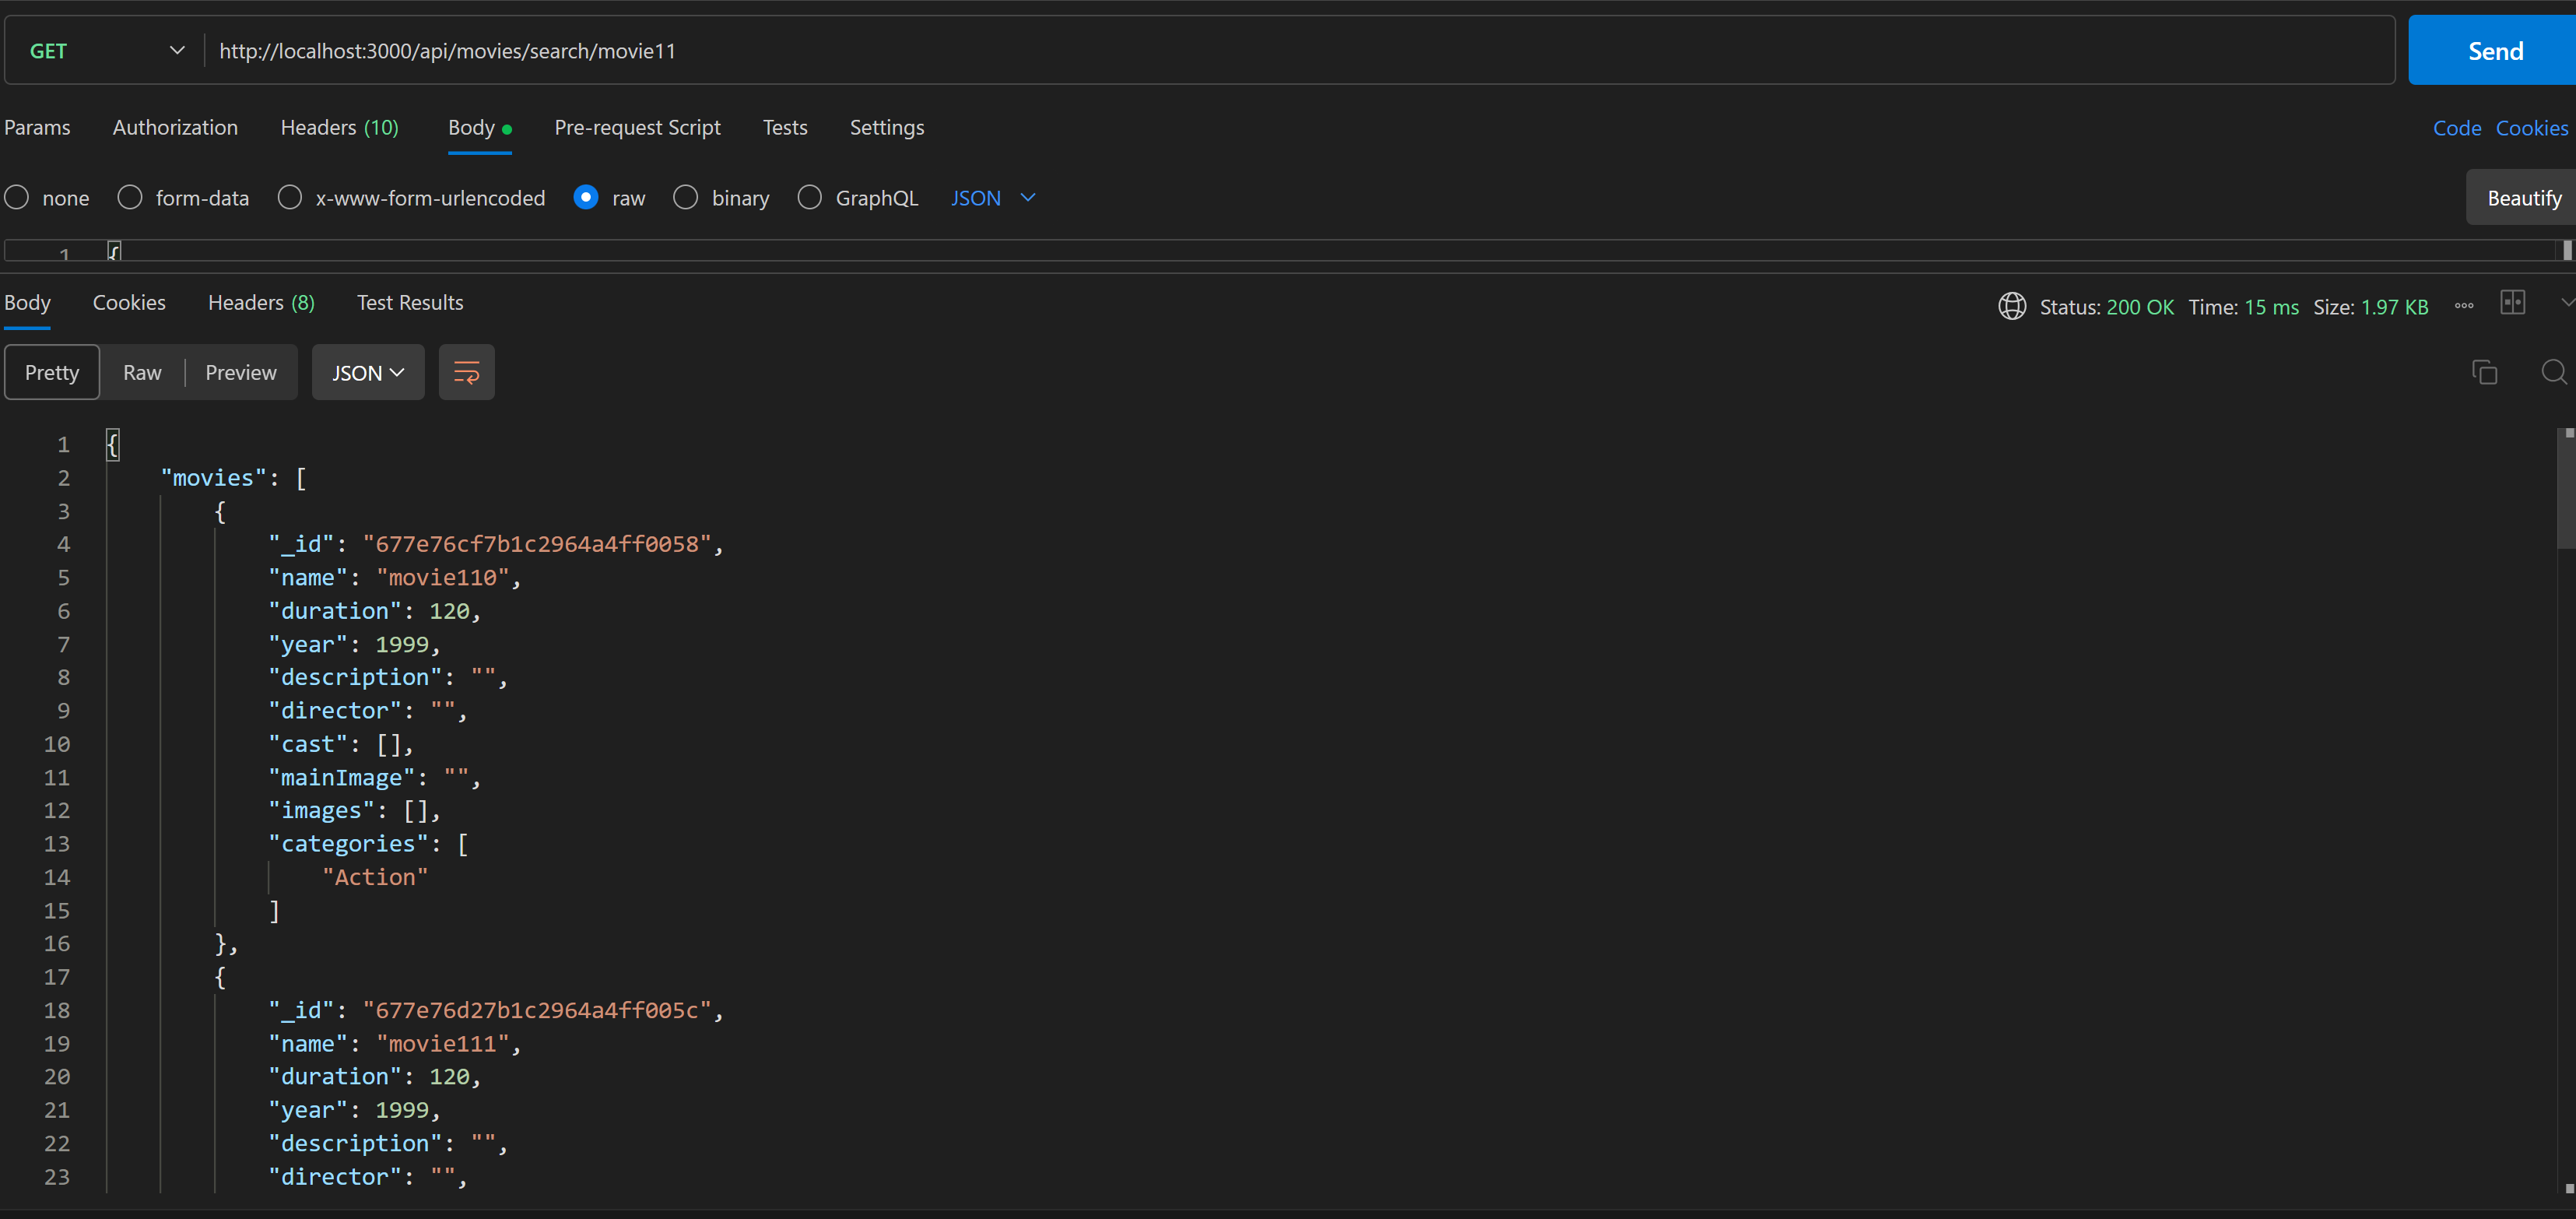 GET http://localhost:3000/api/movies/search/movie11 Send
Params Authorization Headers (10) Body Pre-request Script Tests Settings Code Cookies
none form-data x-www-form-urlencoded raw binary GraphQL JSON Beautify
1 {
Body Cookies Headers (8) Test Results Status: 200 OK Time: 15 ms Size: 1.97 KB
Pretty Raw Preview JSON
1 {
2 "movies": [
3 {
4 "_id": "677e76cf7b1c2964a4ff0058",
5 "name": "movie110",
6 "duration": 120,
7 "year": 1999,
8 "description": "",
9 "director": "",
10 "cast": [],
11 "mainImage": "",
12 "images": [],
13 "categories": [
14 "Action"
15 ]
16 },
17 {
18 "_id": "677e76d27b1c2964a4ff005c",
19 "name": "movie111",
20 "duration": 120,
21 "year": 1999,
22 "description": "",
23 "director": "",